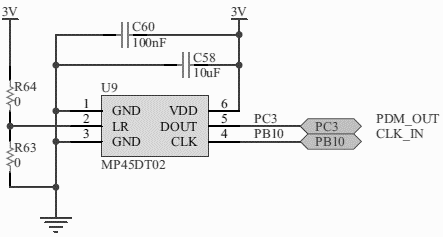 3V 3V
C60
100nF
C58
10uF
R64
0
U9
1 GND VDD 6
2 LR DOUT 5 PC3 PC3 PDM_OUT
3 GND CLK 4 PB10 PB10 CLK_IN
R63
0
MP45DT02